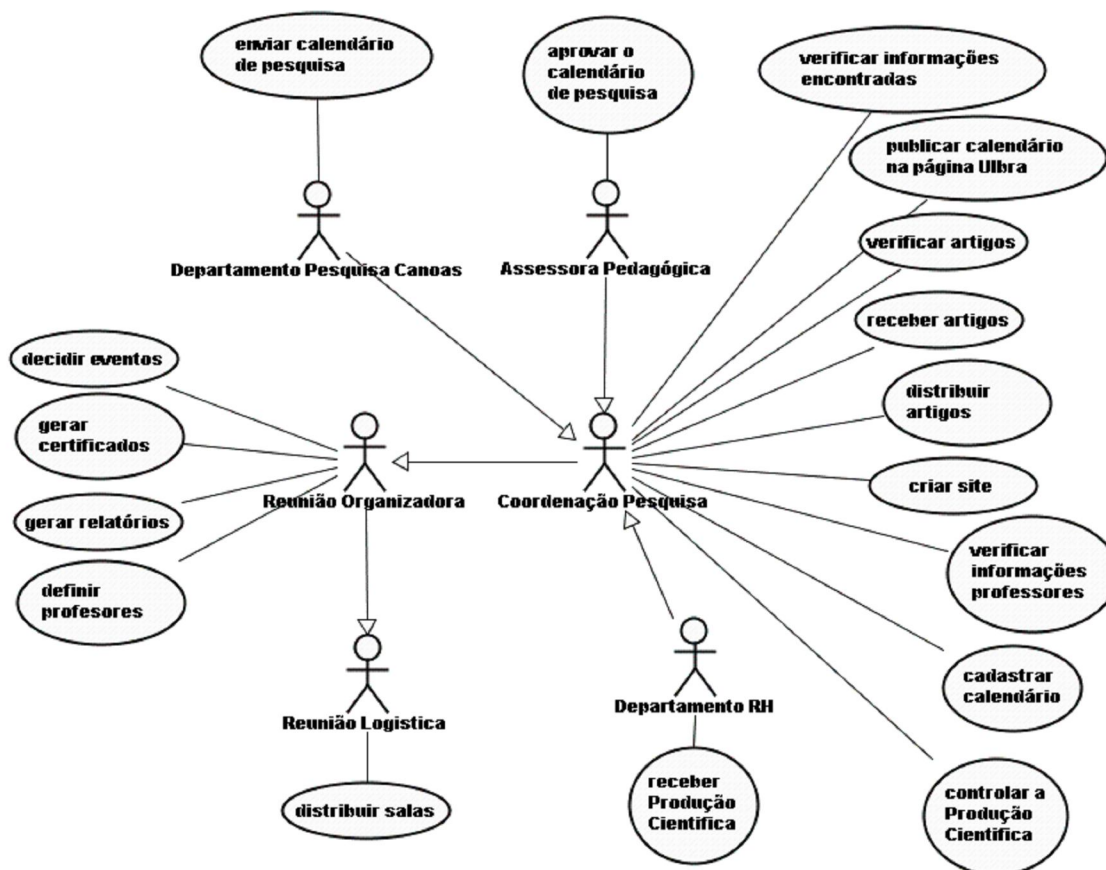 enviar calendário
de pesquisa
aprovar o
calendário
de pesquisa
verificar informações
encontradas
publicar calendário
na página Ulbra
Departamento Pesquisa Canoas
Assessora Pedagógica
verificar artigos
receber artigos
decidir eventos
distribuir
artigos
gerar
certificados
Reunião Organizadora
Coordenação Pesquisa
criar site
gerar relatórios
verificar
informações
professores
definir
profesores
cadastrar
calendário
Reunião Logistica
Departamento RH
distribuir salas
receber
Produção
Cientifica
controlar a
Produção
Cientifica